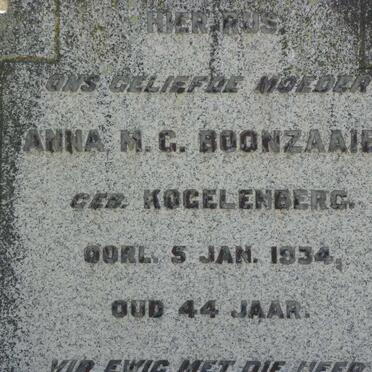 HIER RUS
ONS GELIEFDE MOEDER
ANNA M. C. BOONZAAIE
GEB. KOGELENBERG.
OORL. 5 JAN. 1934,
OUD 44 JAAR.
VIR EWIG MET DIE HEER